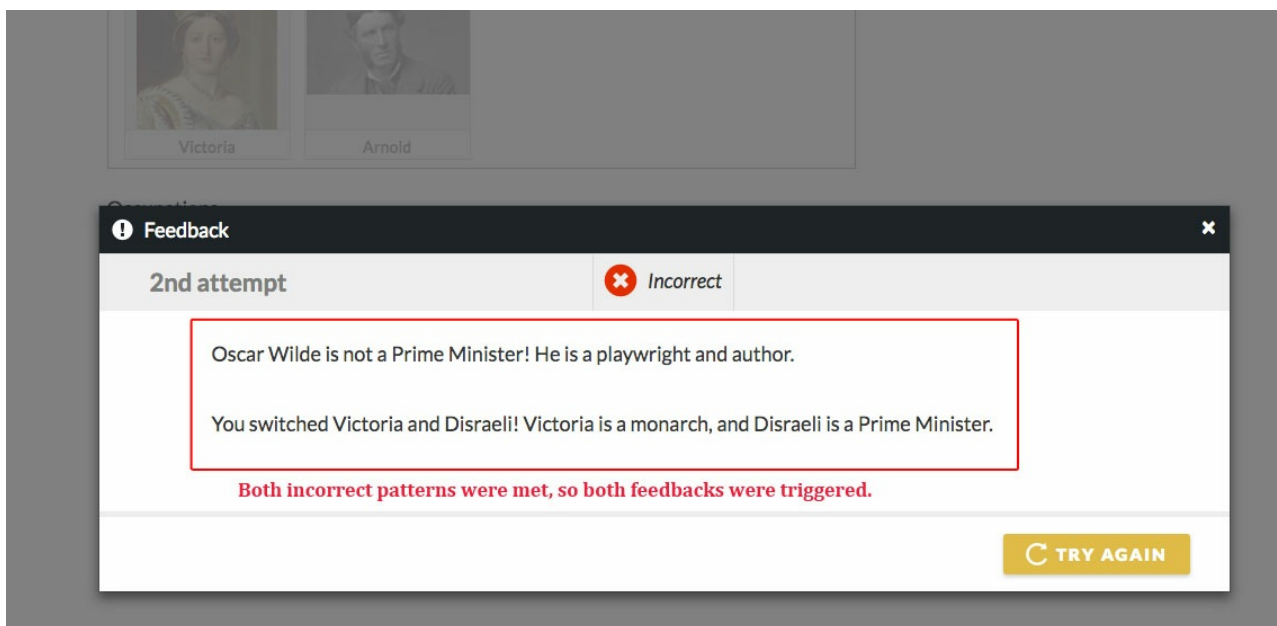 Victoria
Arnold
Occupations
Feedback
2nd attempt
Incorrect
Oscar Wilde is not a Prime Minister! He is a playwright and author.
You switched Victoria and Disraeli! Victoria is a monarch, and Disraeli is a Prime Minister.
Both incorrect patterns were met, so both feedbacks were triggered.
TRY AGAIN